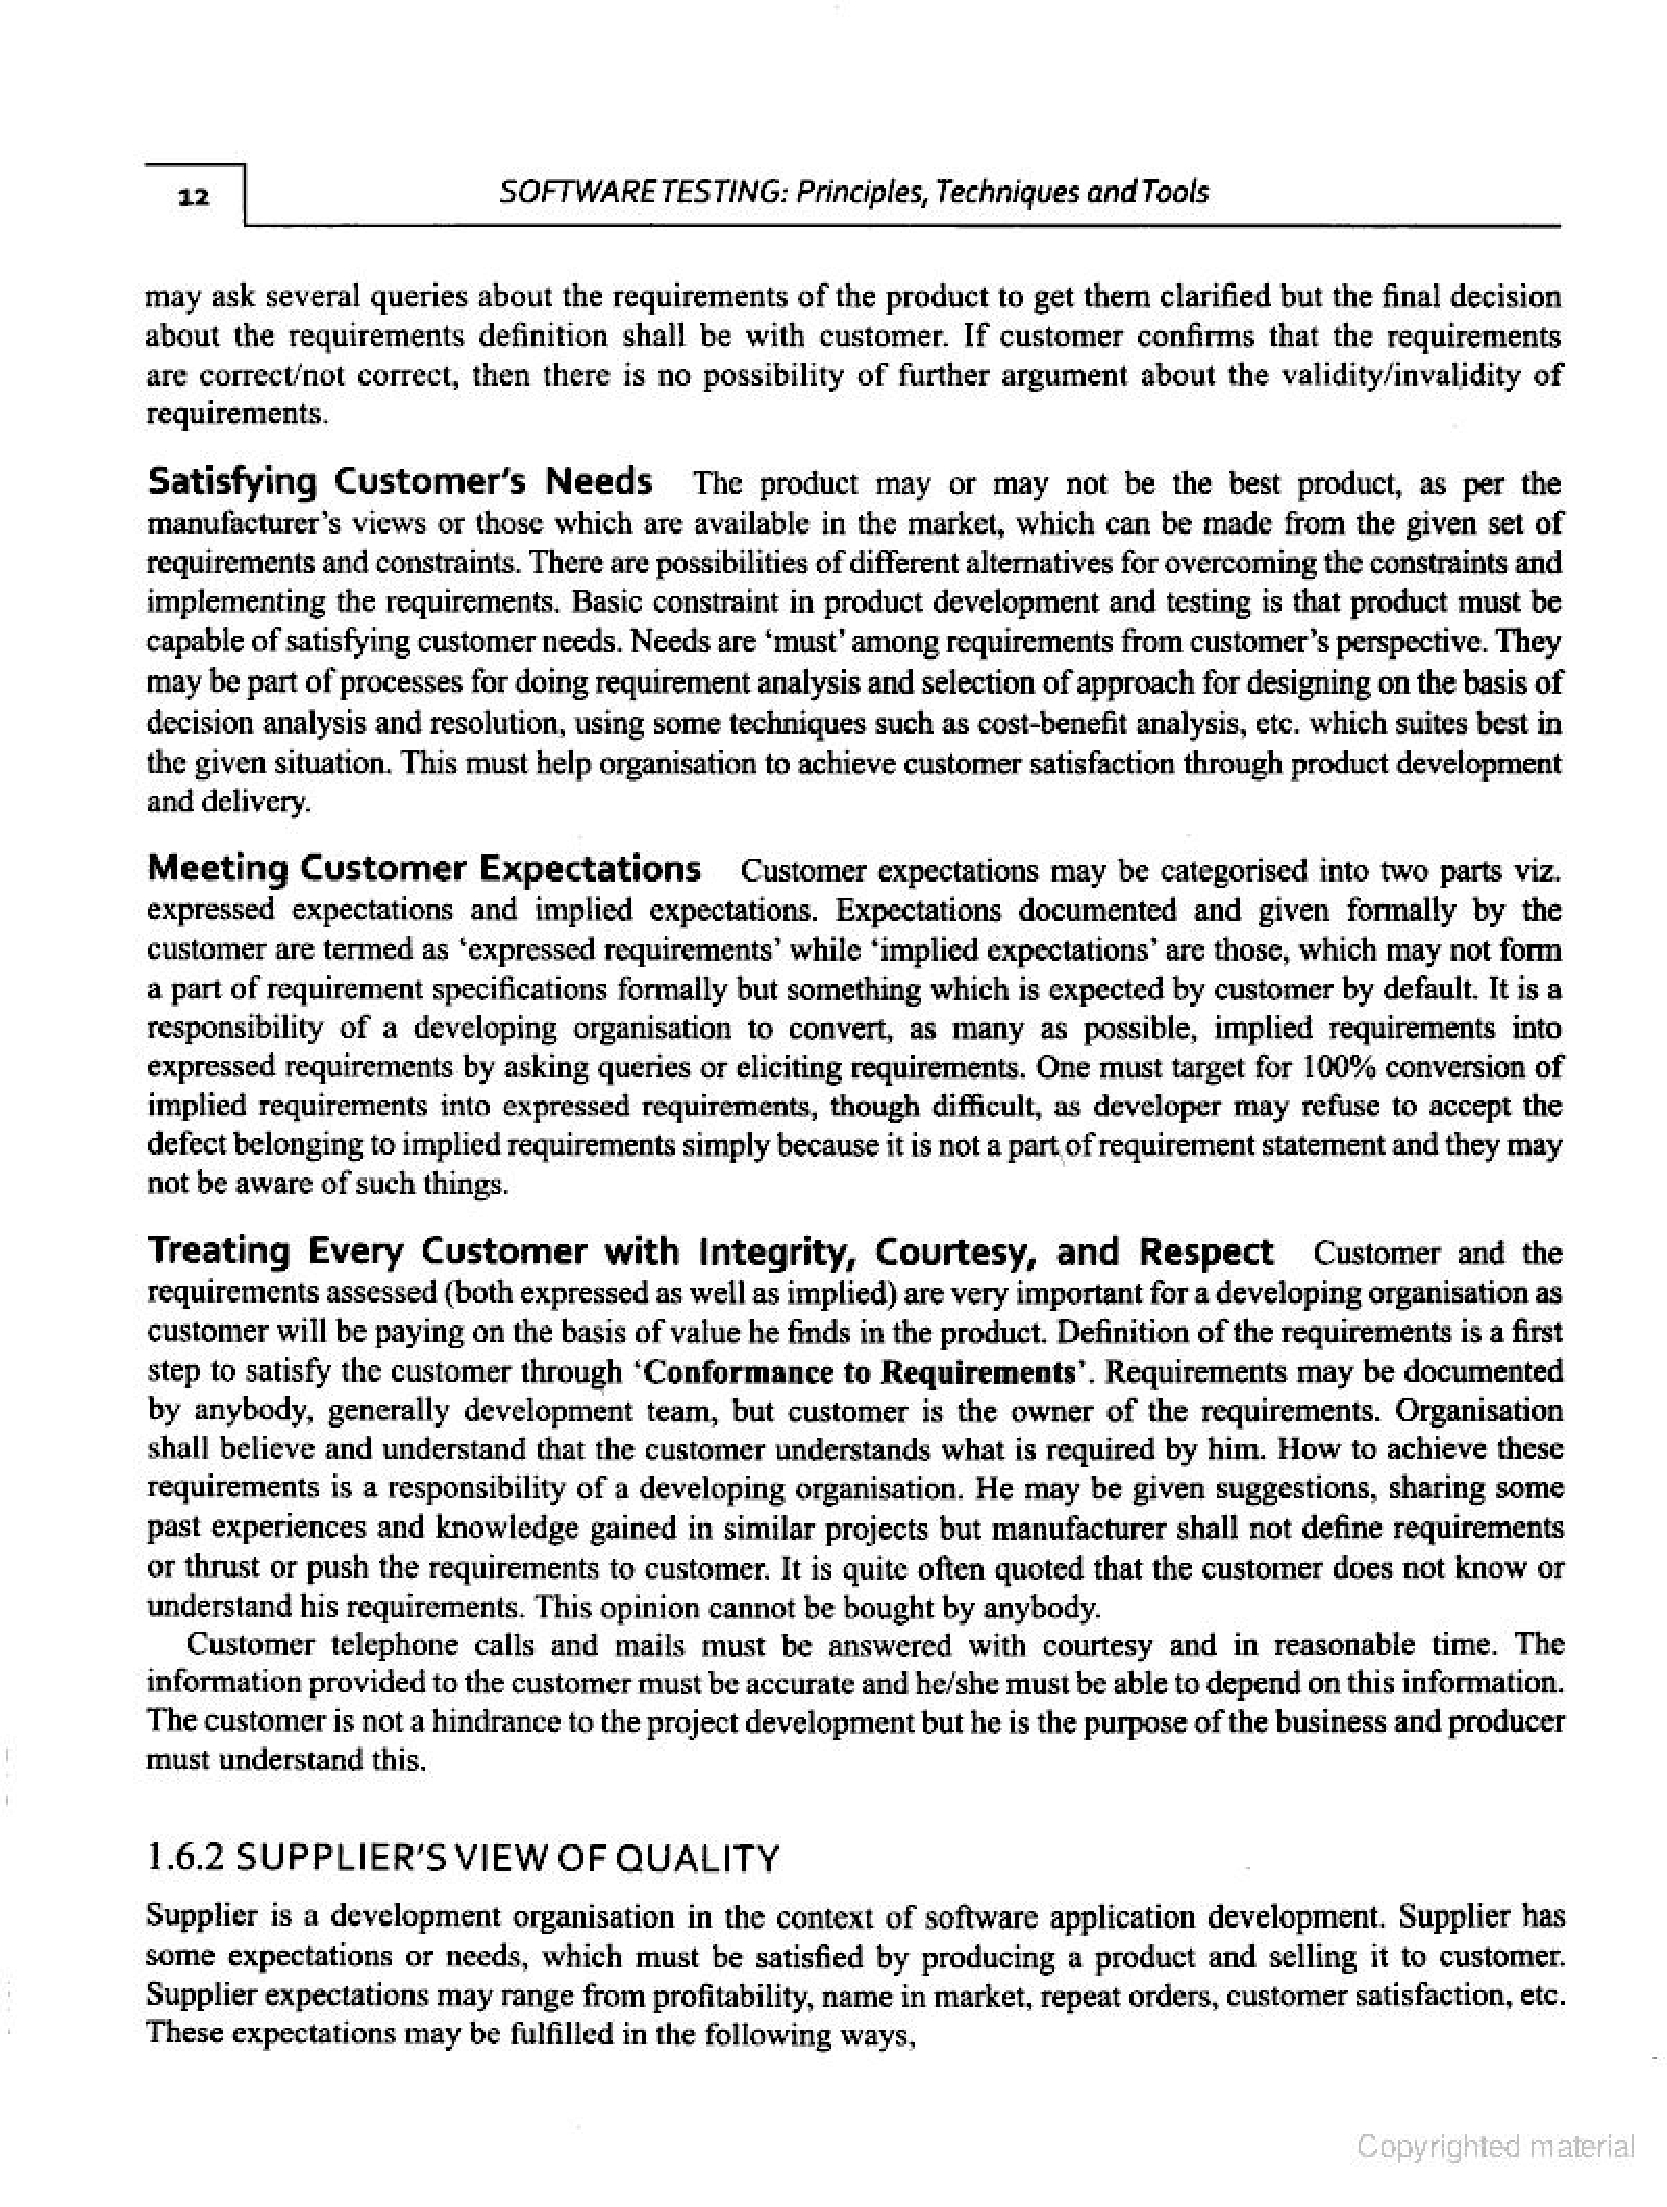 12
SOFTWARE TESTING: Principles, Techniques and Tools
may ask several queries about the requirements of the product to get them clarified but the final decision
about the requirements definition shall be with customer. If customer confirms that the requirements
are correct/not correct, then there is no possibility of further argument about the validity/invalidity of
requirements.
Satisfying Customer's Needs The product may or may not be the best product, as per the
manufacturer's views or those which are available in the market, which can be made from the given set of
requirements and constraints. There are possibilities of different alternatives for overcoming the constraints and
implementing the requirements. Basic constraint in product development and testing is that product must be
capable of satisfying customer needs. Needs are 'must' among requirements from customer's perspective. They
may be part of processes for doing requirement analysis and selection of approach for designing on the basis of
decision analysis and resolution, using some techniques such as cost-benefit analysis, etc. which suites best in
the given situation. This must help organisation to achieve customer satisfaction through product development
and delivery.
Meeting Customer Expectations Customer expectations may be categorised into two parts viz.
expressed expectations and implied expectations. Expectations documented and given formally by the
customer are termed as 'expressed requirements' while 'implied expectations' are those, which may not form
a part of requirement specifications formally but something which is expected by customer by default. It is a
responsibility of a developing organisation to convert, as many as possible, implied requirements into
expressed requirements by asking queries or eliciting requirements. One must target for 100% conversion of
implied requirements into expressed requirements, though difficult, as developer may refuse to accept the
defect belonging to implied requirements simply because it is not a part of requirement statement and they may
not be aware of such things.
Treating Every Customer with Integrity, Courtesy, and Respect Customer and the
requirements assessed (both expressed as well as implied) are very important for a developing organisation as
customer will be paying on the basis of value he finds in the product. Definition of the requirements is a first
step to satisfy the customer through 'Conformance to Requirements'. Requirements may be documented
by anybody, generally development team, but customer is the owner of the requirements. Organisation
shall believe and understand that the customer understands what is required by him. How to achieve these
requirements is a responsibility of a developing organisation. He may be given suggestions, sharing some
past experiences and knowledge gained in similar projects but manufacturer shall not define requirements
or thrust or push the requirements to customer. It is quite often quoted that the customer does not know or
understand his requirements. This opinion cannot be bought by anybody.
Customer telephone calls and mails must be answered with courtesy and in reasonable time. The
information provided to the customer must be accurate and he/she must be able to depend on this information.
The customer is not a hindrance to the project development but he is the purpose of the business and producer
must understand this.
1.6.2 SUPPLIER'S VIEW OF QUALITY
Supplier is a development organisation in the context of software application development. Supplier has
some expectations or needs, which must be satisfied by producing a product and selling it to customer.
Supplier expectations may range from profitability, name in market, repeat orders, customer satisfaction, etc.
These expectations may be fulfilled in the following ways,
Copyrighted material